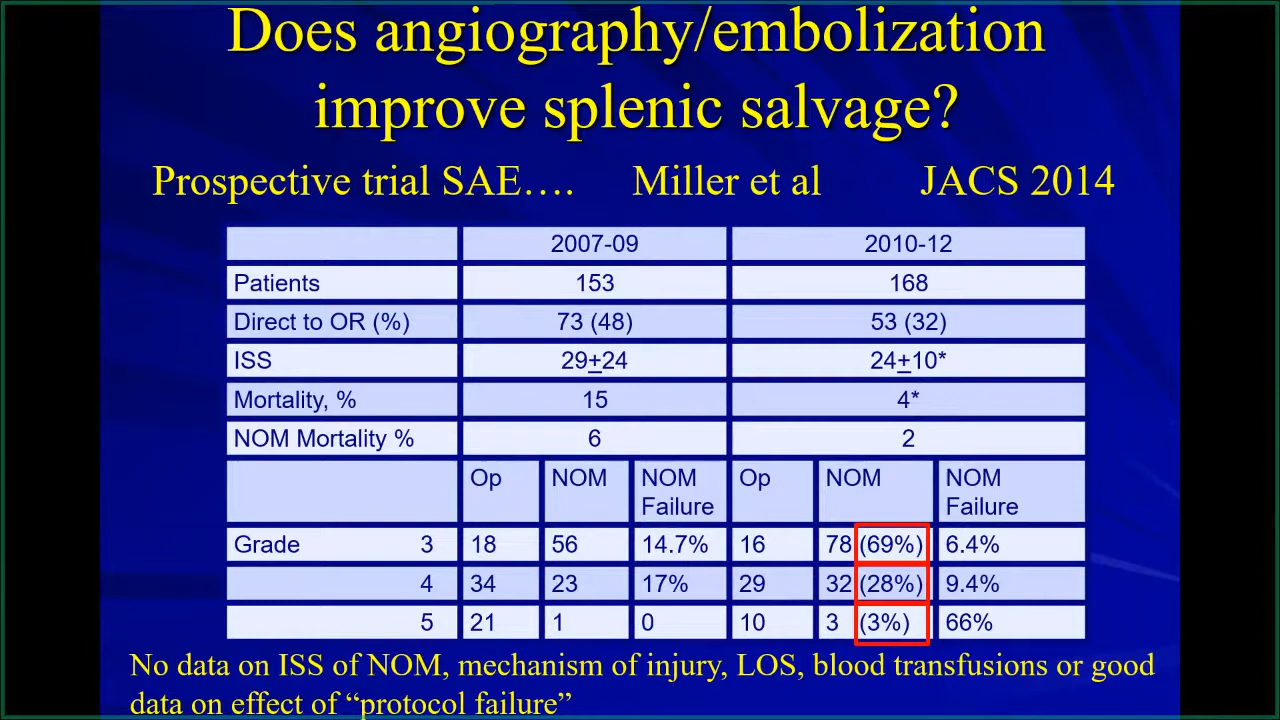 Does angiography/embolization
improve splenic salvage?
Prospective trial SAE…. Miller et al JACS 2014
2007-09 2010-12
Patients 153 168
Direct to OR (%) 73 (48) 53 (32)
ISS 29+24 24+10*
Mortality, % 15 4*
NOM Mortality % 6 2
Op NOM NOM Failure Op NOM NOM Failure
Grade 3 18 56 14.7% 16 78 (69%) 6.4%
4 34 23 17% 29 32 (28%) 9.4%
5 21 1 0 10 3 (3%) 66%
No data on ISS of NOM, mechanism of injury, LOS, blood transfusions or good
data on effect of “protocol failure”